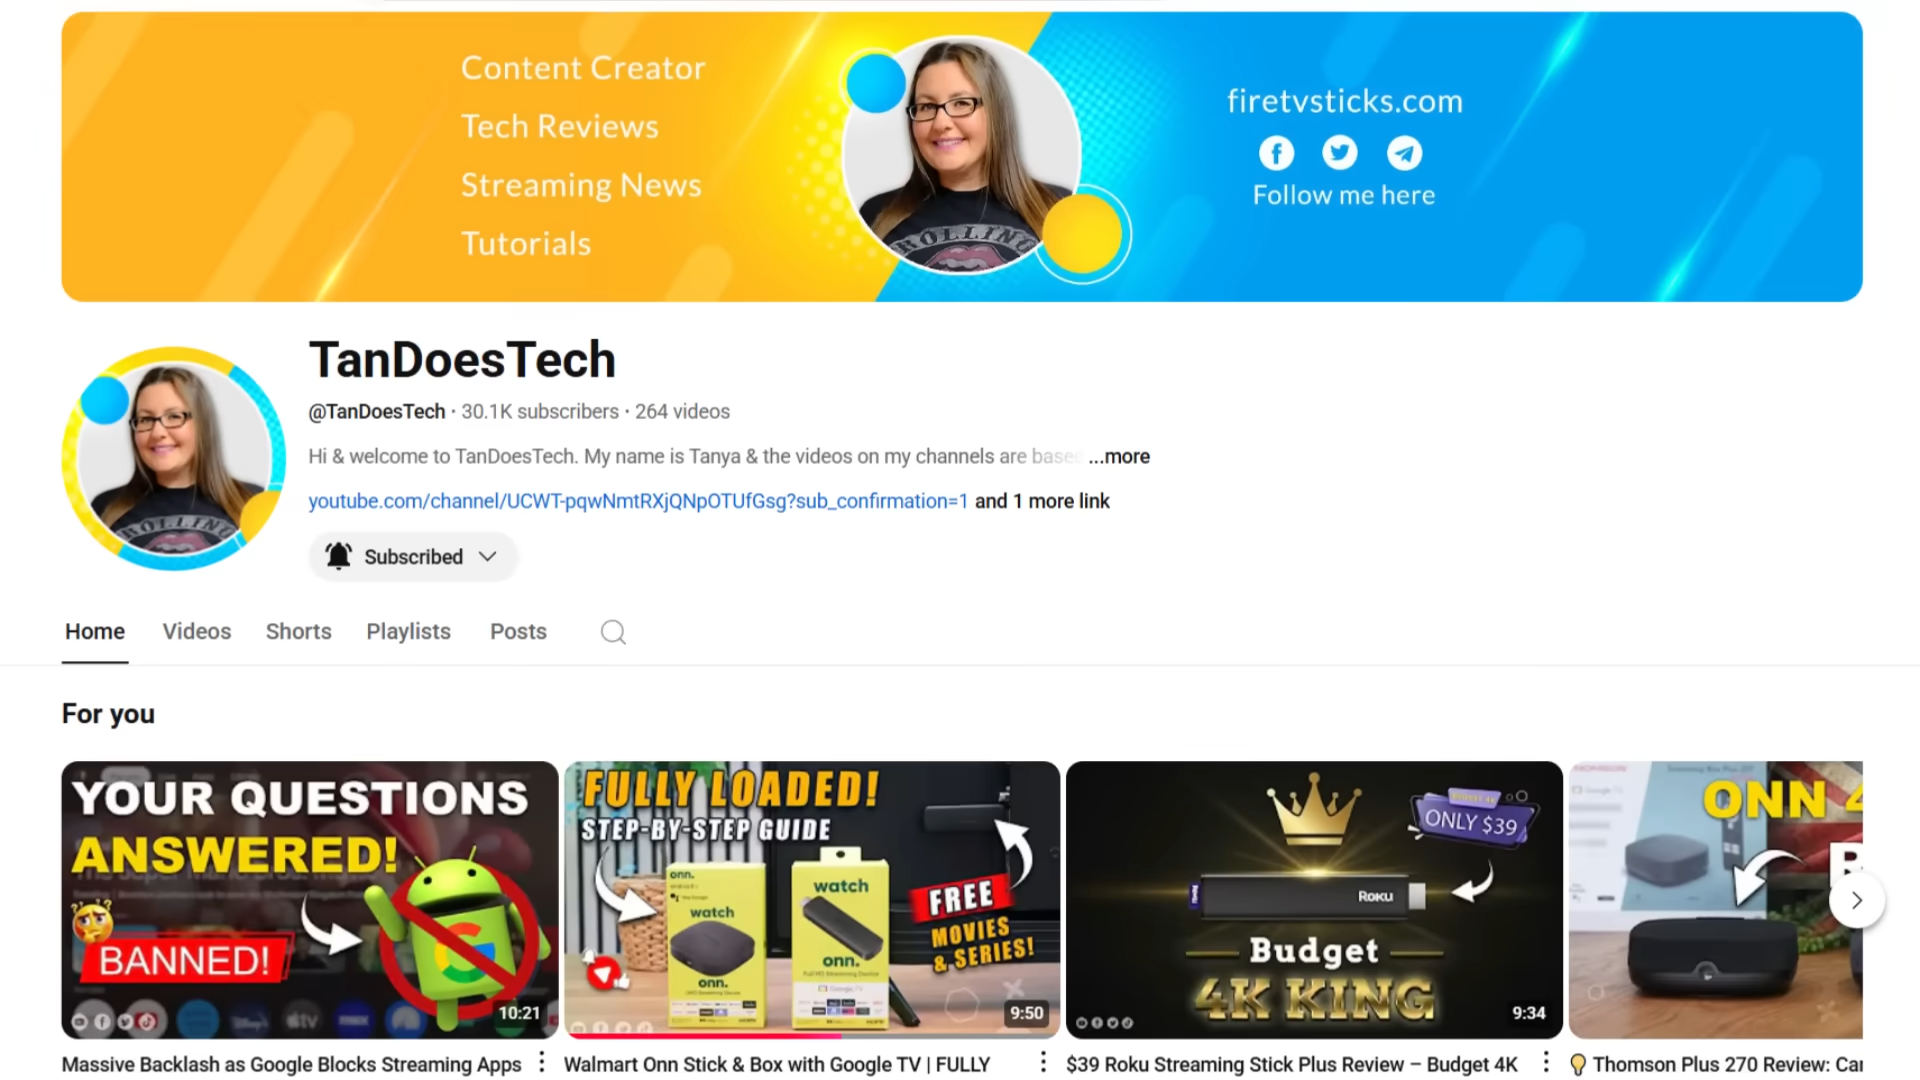 Content Creator
Tech Reviews
Streaming News
Tutorials
firetvsticks.com
Follow me here
ROLLING
TanDoesTech
@TanDoesTech · 30.1K subscribers · 264 videos
Hi & welcome to TanDoesTech. My name is Tanya & the videos on my channels are based ...more
youtube.com/channel/UCWT-pqwNmtRXjQNpOTUfGsg?sub_confirmation=1 and 1 more link
ROLLING
Subscribed
Home Videos Shorts Playlists Posts
For you
YOUR QUESTIONS
ANSWERED!
BANNED!
10:21
FULLY LOADED!
STEP-BY-STEP GUIDE
onn.
watch
onn.
watch
onn.
FREE
MOVIES
& SERIES!
9:50
ONLY $39
ROKU
Budget
4K KING
9:34
ONN 4
Massive Backlash as Google Blocks Streaming Apps
Walmart Onn Stick & Box with Google TV | FULLY
$39 Roku Streaming Stick Plus Review – Budget 4K
Thomson Plus 270 Review: Ca